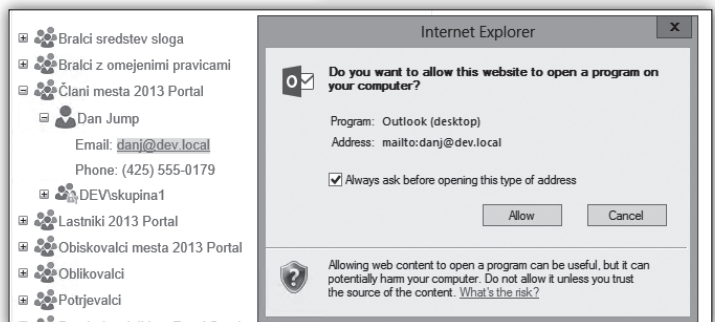 Bralci sredstev sloga
Bralci z omejenimi pravicami
Člani mesta 2013 Portal
Dan Jump
Email: danj@dev.local
Phone: (425) 555-0179
DEV\skupina1
Lastniki 2013 Portal
Obiskovalci mesta 2013 Portal
Oblikovalci
Potrjevalci
Internet Explorer
x
Do you want to allow this website to open a program on
your computer?
Program: Outlook (desktop)
Address: mailto:danj@dev.local
Always ask before opening this type of address
Allow
Cancel
Allowing web content to open a program can be useful, but it can
potentially harm your computer. Do not allow it unless you trust
the source of the content. What's the risk?